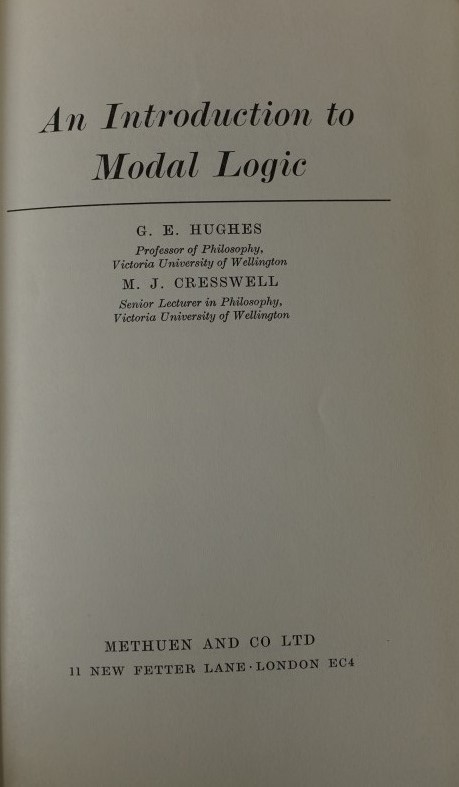 An Introduction to
Modal Logic
G. E. HUGHES
Professor of Philosophy,
Victoria University of Wellington
M. J. CRESSWELL
Senior Lecturer in Philosophy,
Victoria University of Wellington
METHUEN AND CO LTD
11 NEW FETTER LANE · LONDON EC4